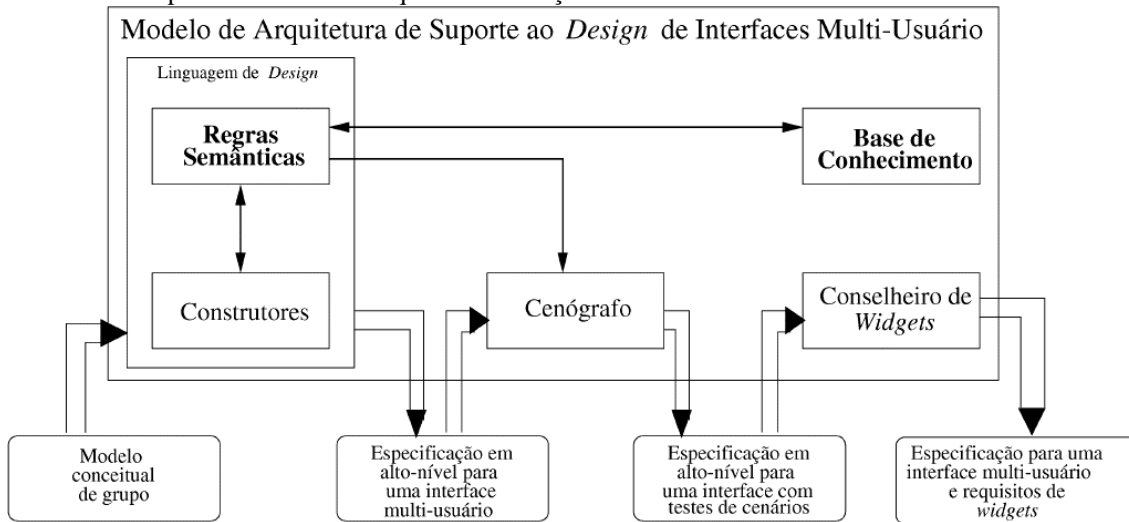 Modelo de Arquitetura de Suporte ao Design de Interfaces Multi-Usuário
Linguagem de Design
Regras
Semânticas
Base de
Conhecimento
Construtores
Cenógrafo
Conselheiro de
Widgets
Modelo
conceitual
de grupo
Especificação em
alto-nível para
uma interface
multi-usuário
Especificação em
alto-nível para
uma interface com
testes de cenários
Especificação para uma
interface multi-usuário
e requisitos de
widgets